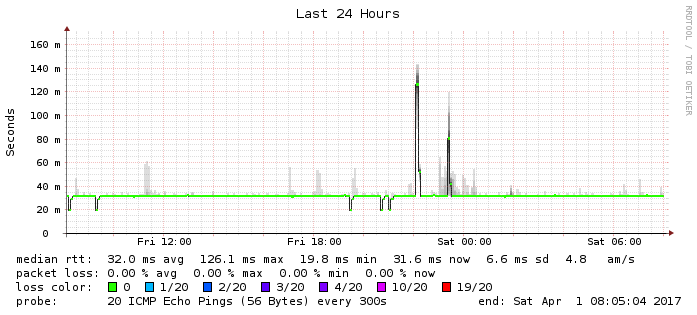 Last 24 Hours
RRDTOOL / TOBI OETIKER
Seconds
160 m
140 m
120 m
100 m
80 m
60 m
40 m
20 m
0
Fri 12:00 Fri 18:00 Sat 00:00 Sat 06:00
median rtt: 32.0 ms avg 126.1 ms max 19.8 ms min 31.6 ms now 6.6 ms sd 4.8 am/s
packet loss: 0.00 % avg 0.00 % max 0.00 % min 0.00 % now
loss color: 0 1/20 2/20 3/20 4/20 10/20 19/20
probe: 20 ICMP Echo Pings (56 Bytes) every 300s end: Sat Apr 1 08:05:04 2017